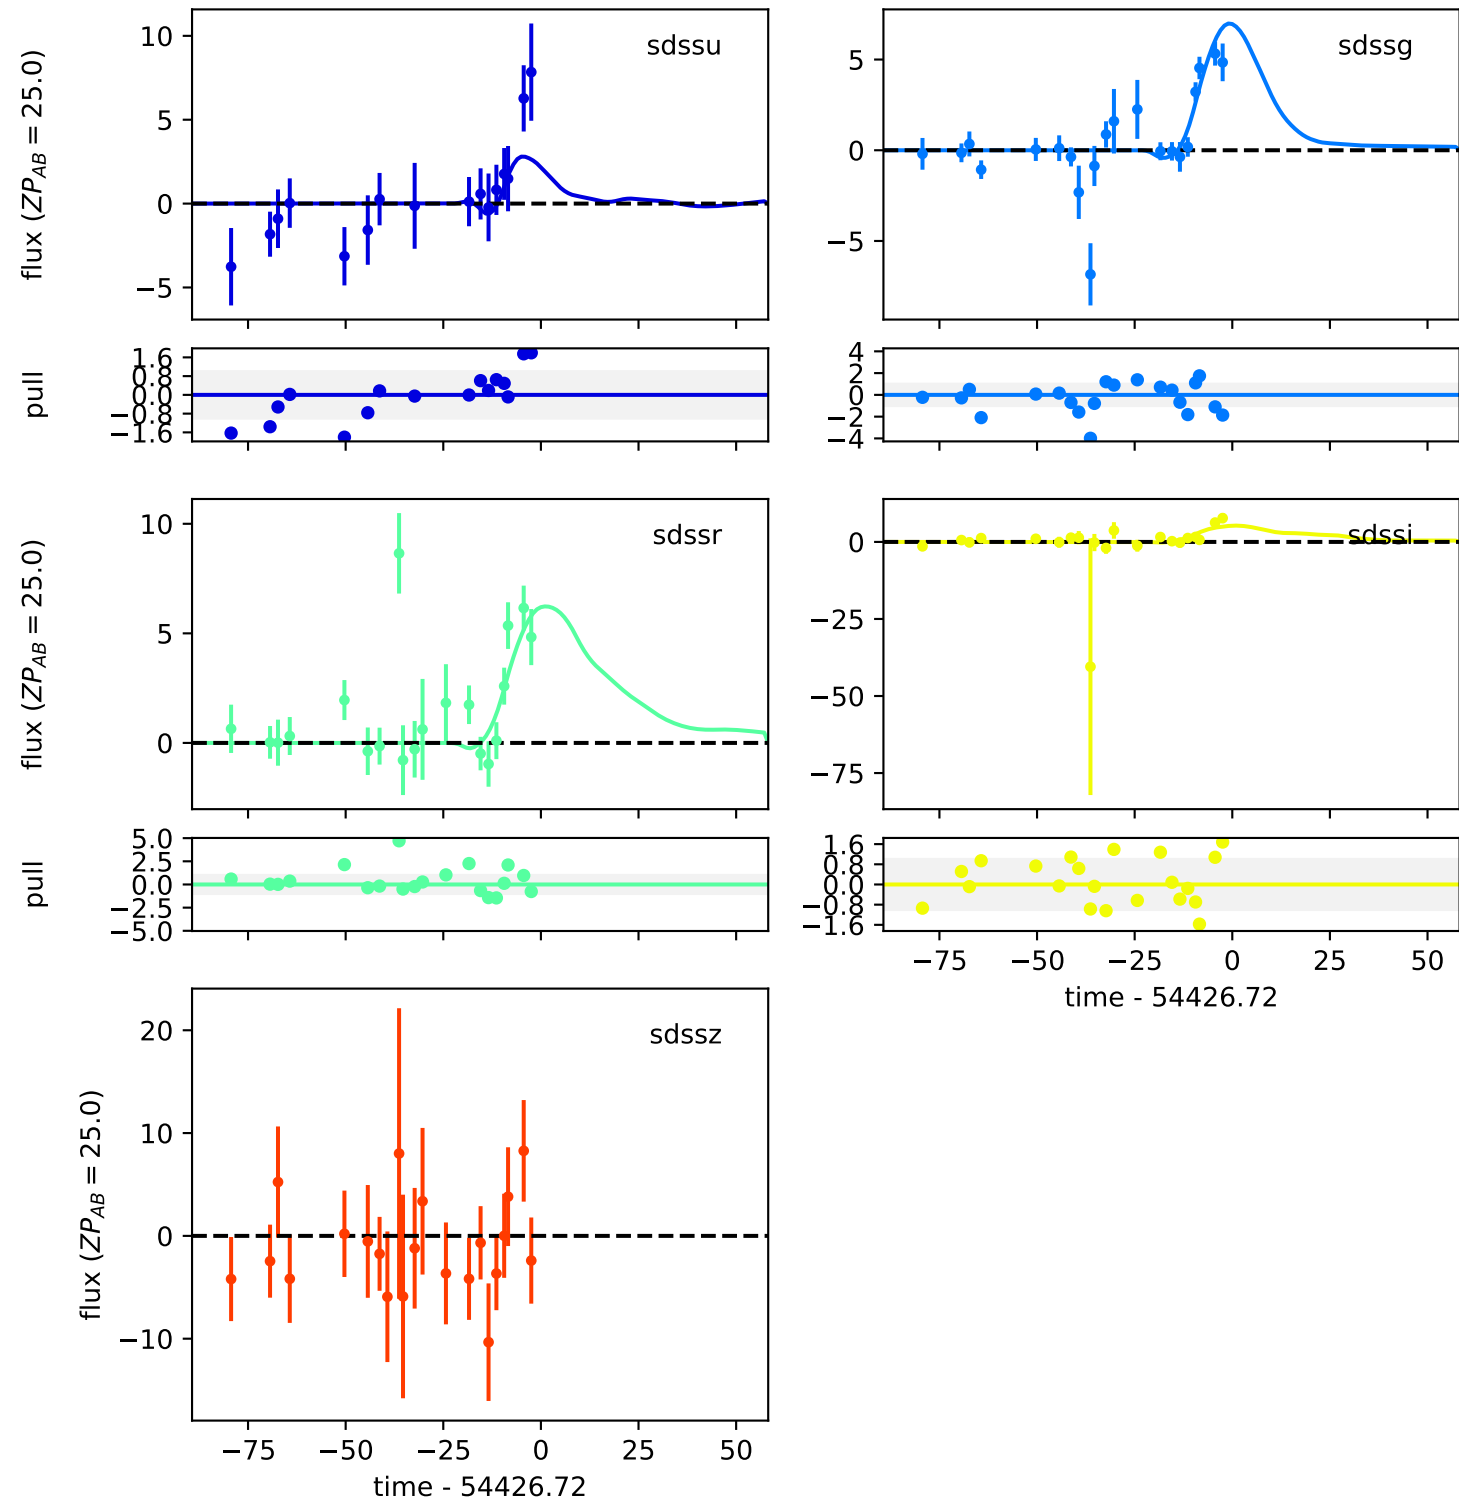 sdssu
flux (ZP_AB = 25.0)
10
5
0
−5
sdssg
5
0
−5
pull
1.6
0.8
0.0
−0.8
−1.6
4
2
0
−2
−4
sdssr
flux (ZP_AB = 25.0)
10
5
0
sdssi
0
−25
−50
−75
pull
5.0
2.5
0.0
−2.5
−5.0
1.6
0.8
0.0
−0.8
−1.6
−75 −50 −25 0 25 50
time - 54426.72
sdssz
flux (ZP_AB = 25.0)
20
10
0
−10
−75 −50 −25 0 25 50
time - 54426.72